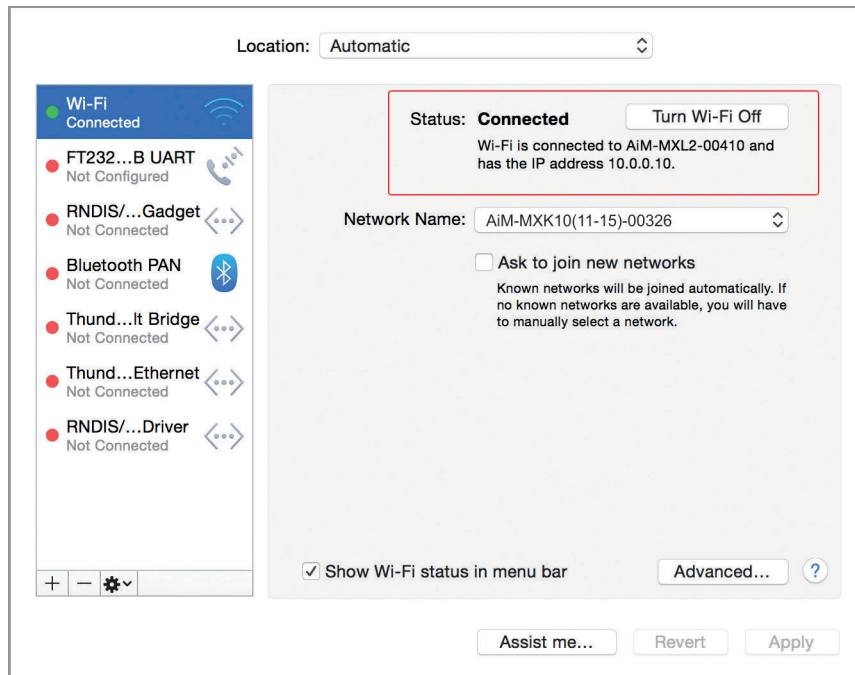 Location: Automatic
Wi-Fi
Connected
FT232...B UART
Not Configured
RNDIS/...Gadget
Not Connected
Bluetooth PAN
Not Connected
Thund...lt Bridge
Not Connected
Thund...Ethernet
Not Connected
RNDIS/...Driver
Not Connected
Status: Connected Turn Wi-Fi Off
Wi-Fi is connected to AiM-MXL2-00410 and
has the IP address 10.0.0.10.
Network Name: AiM-MXK10(11-15)-00326
Ask to join new networks
Known networks will be joined automatically. If
no known networks are available, you will have
to manually select a network.
Show Wi-Fi status in menu bar Advanced... ?
Assist me... Revert Apply